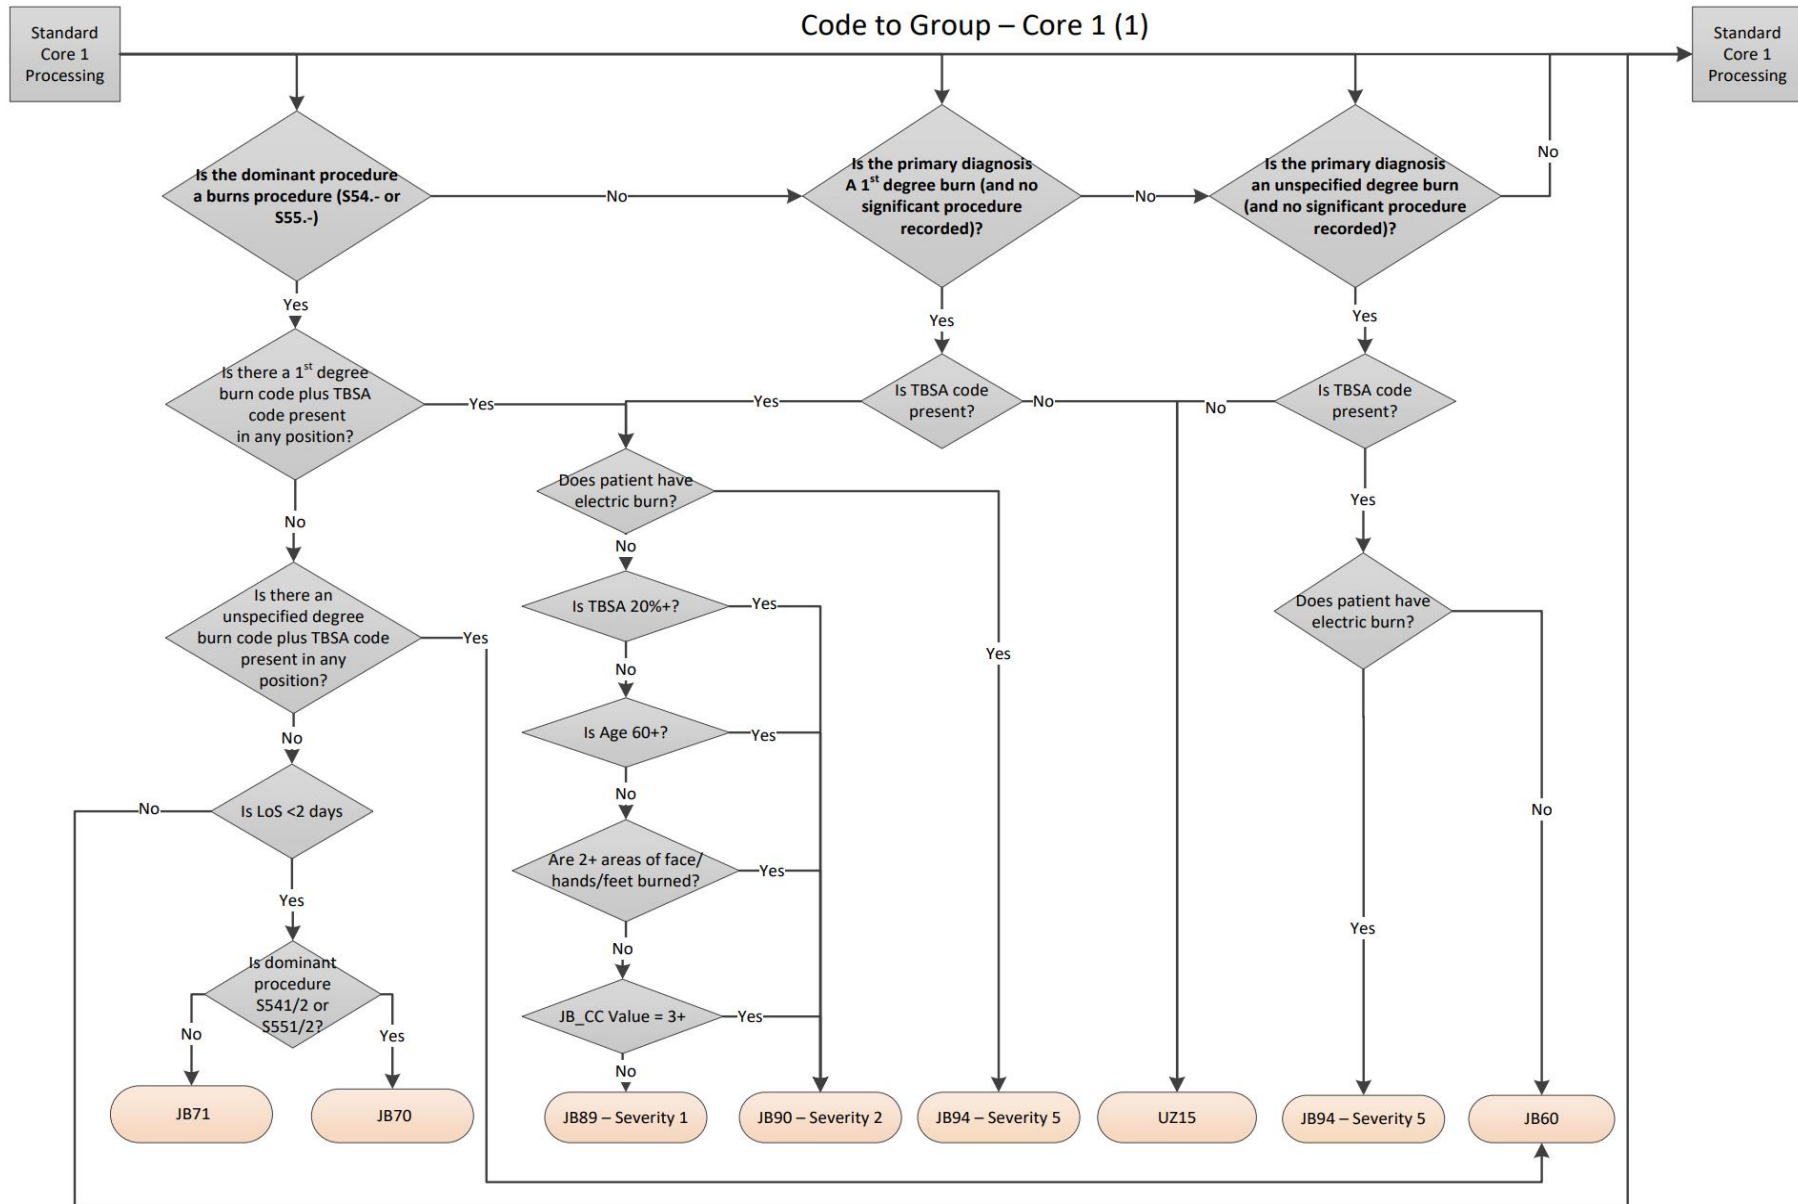 Code to Group – Core 1 (1)
Standard
Core 1
Processing
Standard
Core 1
Processing
Is the dominant procedure
a burns procedure (S54.- or
S55.-)
No
Is the primary diagnosis
A 1st degree burn (and no
significant procedure
recorded)?
No
Is the primary diagnosis
an unspecified degree burn
(and no significant procedure
recorded)?
No
Yes
Yes
Yes
Is there a 1st degree
burn code plus TBSA
code present
in any position?
Yes
Yes
Is TBSA code
present?
No
No
Is TBSA code
present?
Does patient have
electric burn?
Yes
No
No
Is there an
unspecified degree
burn code plus TBSA code
present in any
position?
Yes
Is TBSA 20%+?
Yes
Does patient have
electric burn?
Yes
No
No
Is Age 60+?
Yes
No
Is LoS <2 days
No
No
No
Yes
Are 2+ areas of face/
hands/feet burned?
Yes
Yes
No
Is dominant
procedure
S541/2 or
S551/2?
No
Yes
JB_CC Value = 3+
Yes
No
JB71
JB70
JB89 – Severity 1
JB90 – Severity 2
JB94 – Severity 5
UZ15
JB94 – Severity 5
JB60